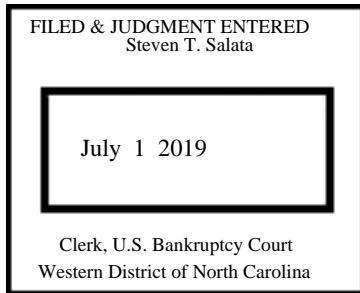 FILED & JUDGMENT ENTERED
Steven T. Salata
July 1 2019
Clerk, U.S. Bankruptcy Court
Western District of North Carolina